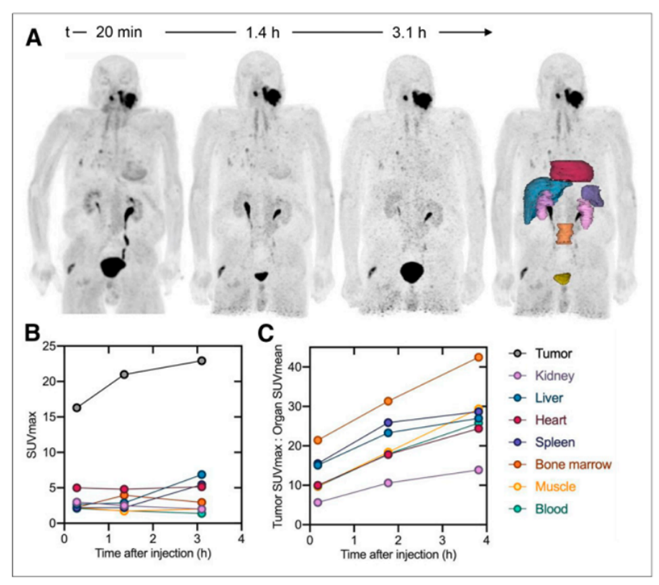 A
t— 20 min 1.4 h 3.1 h
B
C
25
20
15
10
5
0
SUVmax
0 1 2 3 4
Time after injection (h)
40
30
20
10
0
Tumor SUVmax : Organ SUVmean
0 1 2 3 4
Time after injection (h)
Tumor
Kidney
Liver
Heart
Spleen
Bone marrow
Muscle
Blood